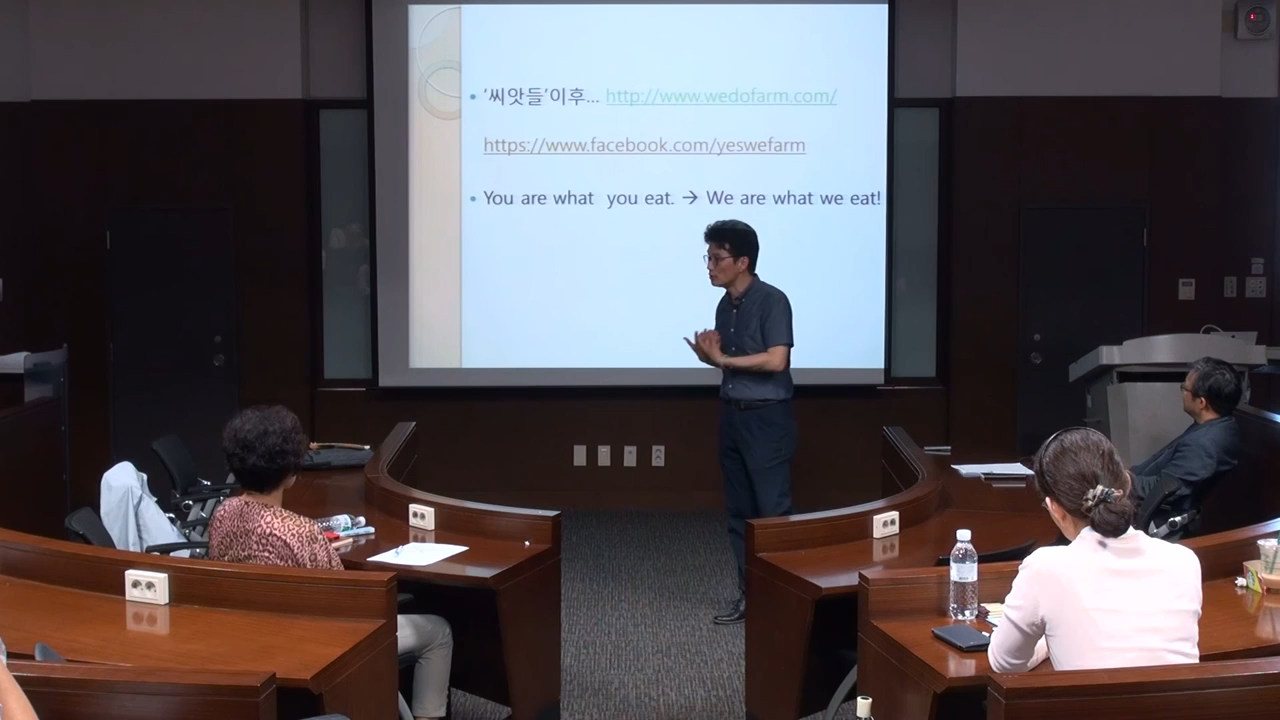 • '씨앗들'이후... http://www.wedofarm.com/
https://www.facebook.com/yeswefarm
• You are what you eat. → We are what we eat!